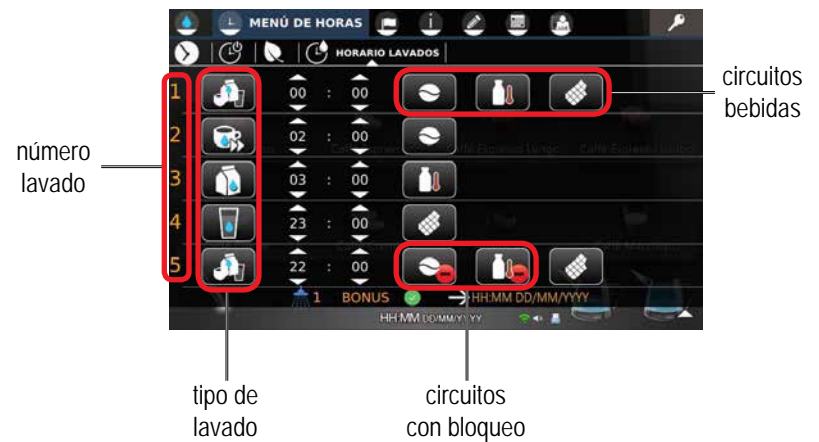 MENÚ DE HORAS
HORARIO LAVADOS
1 00 : 00
2 02 : 00
3 03 : 00
4 23 : 00
5 22 : 00
1 BONUS HH:MM DD/MM/YYYY
HH:MM DD/MM/YYYY
circuitos
bebidas
número
lavado
tipo de
lavado
circuitos
con bloqueo